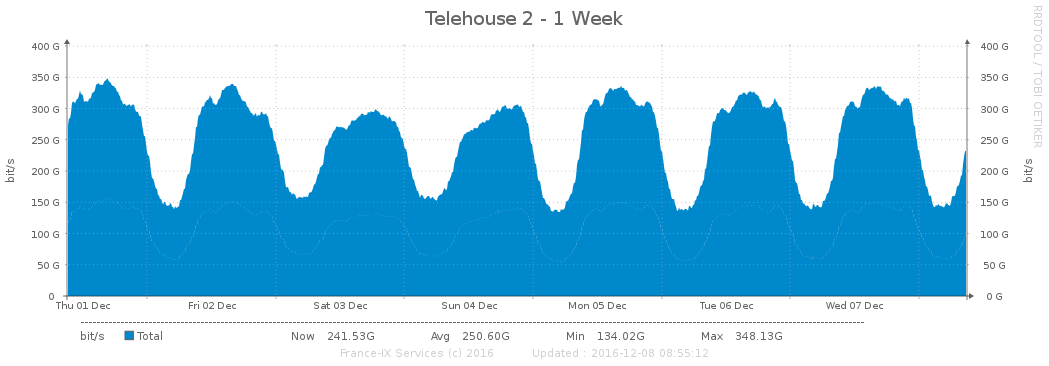 Telehouse 2 - 1 Week
RRDTOOL / TOBI OETIKER
400 G 400 G
350 G 350 G
300 G 300 G
250 G 250 G
200 G 200 G
150 G 150 G
100 G 100 G
50 G 50 G
0 0 G
bit/s
bit/s
Thu 01 Dec Fri 02 Dec Sat 03 Dec Sun 04 Dec Mon 05 Dec Tue 06 Dec Wed 07 Dec
bit/s Total Now 241.53G Avg 250.60G Min 134.02G Max 348.13G
France-IX Services (c) 2016 Updated : 2016-12-08 08:55:12